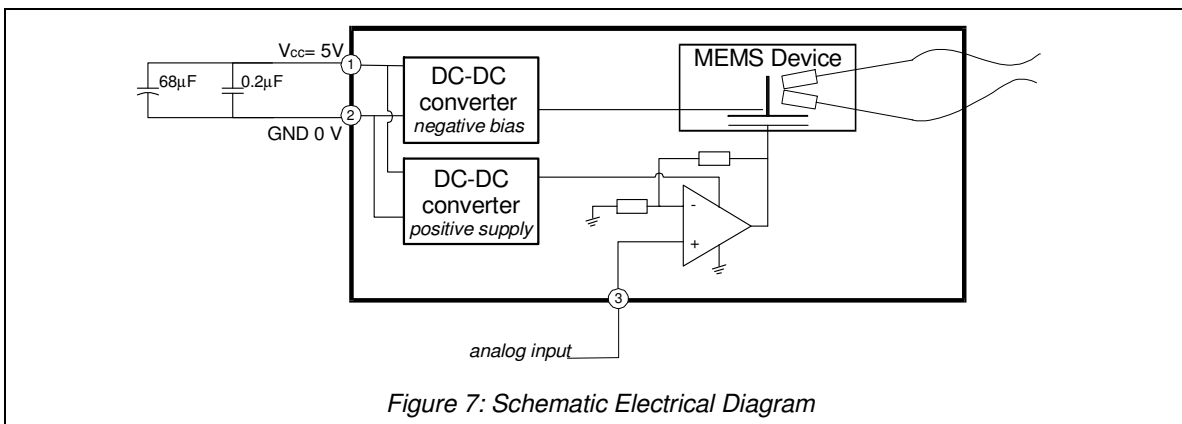 Vcc= 5V
1
68µF
0.2µF
2
GND 0 V
DC-DC
converter
negative bias
DC-DC
converter
positive supply
MEMS Device
-
+
3
analog input
Figure 7: Schematic Electrical Diagram